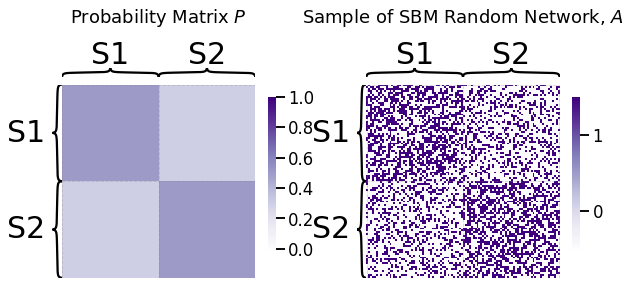 Probability Matrix P
S1 S2
S1
S2
1.0
0.8
0.6
0.4
0.2
0.0
Sample of SBM Random Network, A
S1 S2
S1
S2
1
0